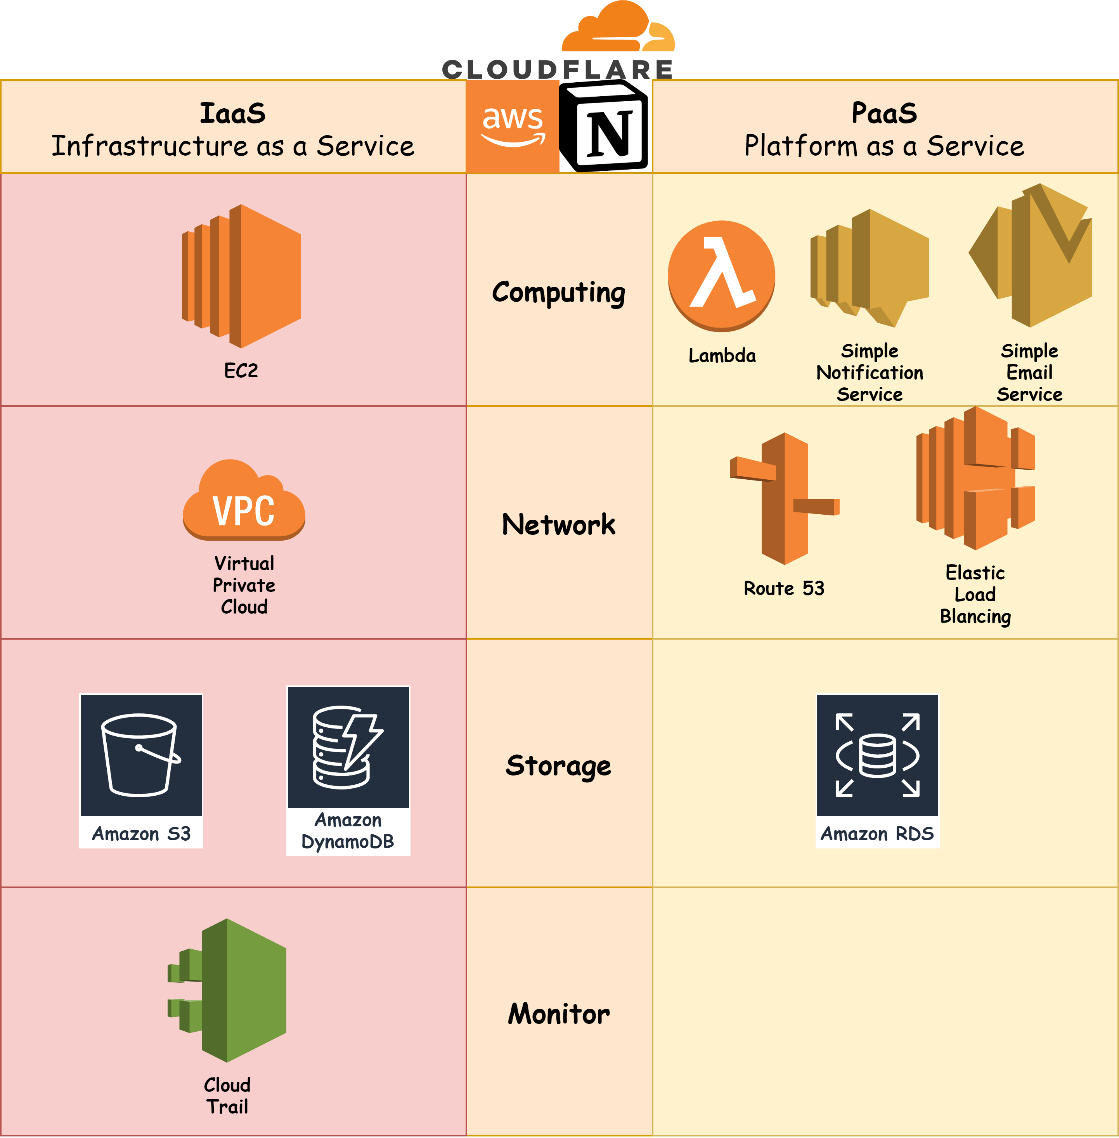 CLOUDFLARE
IaaS
Infrastructure as a Service
aws
N
PaaS
Platform as a Service
EC2
Computing
λ
Lambda
Simple
Notification
Service
Simple
Email
Service
VPC
Virtual
Private
Cloud
Network
Route 53
Elastic
Load
Blancing
Amazon S3
Amazon
DynamoDB
Storage
Amazon RDS
Cloud
Trail
Monitor